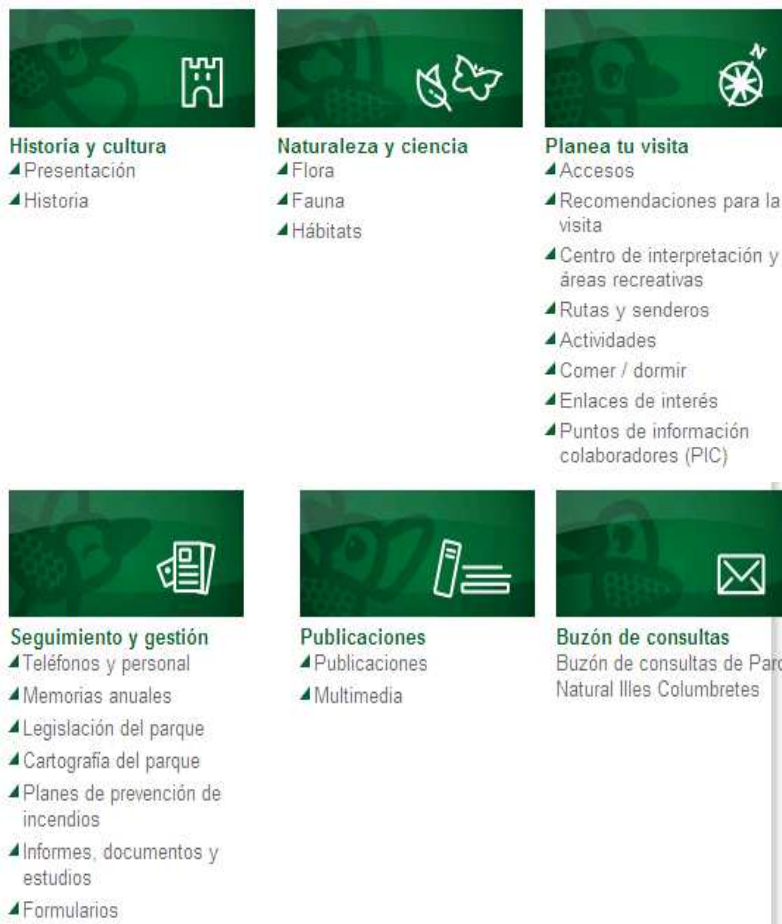 N
Historia y cultura
Presentación
Historia
Naturaleza y ciencia
Flora
Fauna
Hábitats
Planea tu visita
Accesos
Recomendaciones para la
visita
Centro de interpretación y
áreas recreativas
Rutas y senderos
Actividades
Comer / dormir
Enlaces de interés
Puntos de información
colaboradores (PIC)
Seguimiento y gestión
Teléfonos y personal
Memorias anuales
Legislación del parque
Cartografía del parque
Planes de prevención de
incendios
Informes, documentos y
estudios
Formularios
Publicaciones
Publicaciones
Multimedia
Buzón de consultas
Buzón de consultas de Parc
Natural Illes Columbretes